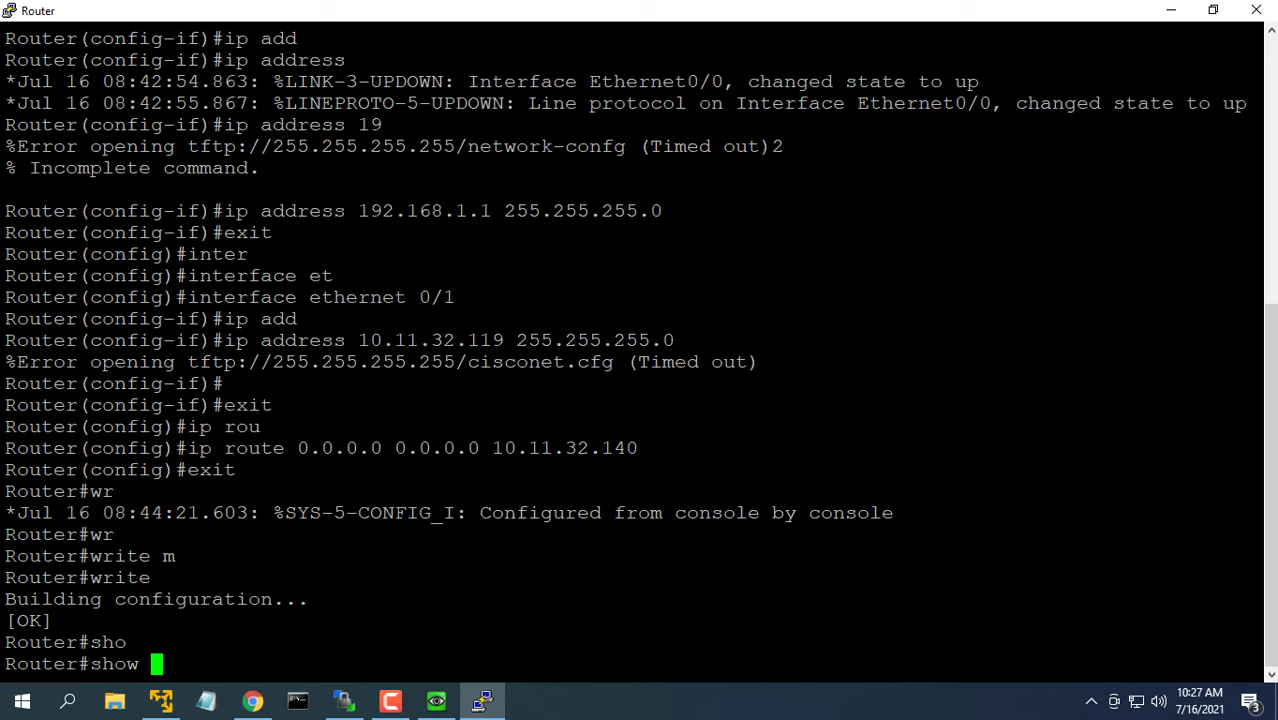 Router
Router(config-if)#ip add
Router(config-if)#ip address
*Jul 16 08:42:54.863: %LINK-3-UPDOWN: Interface Ethernet0/0, changed state to up
*Jul 16 08:42:55.867: %LINEPROTO-5-UPDOWN: Line protocol on Interface Ethernet0/0, changed state to up
Router(config-if)#ip address 19
%Error opening tftp://255.255.255.255/network-confg (Timed out)2
% Incomplete command.
Router(config-if)#ip address 192.168.1.1 255.255.255.0
Router(config-if)#exit
Router(config)#inter
Router(config)#interface et
Router(config)#interface ethernet 0/1
Router(config-if)#ip add
Router(config-if)#ip address 10.11.32.119 255.255.255.0
%Error opening tftp://255.255.255.255/cisconet.cfg (Timed out)
Router(config-if)#
Router(config-if)#exit
Router(config)#ip rou
Router(config)#ip route 0.0.0.0 0.0.0.0 10.11.32.140
Router(config)#exit
Router#wr
*Jul 16 08:44:21.603: %SYS-5-CONFIG_I: Configured from console by console
Router#wr
Router#write m
Router#write
Building configuration...
[OK]
Router#sho
Router#show
10:27 AM
7/16/2021
3